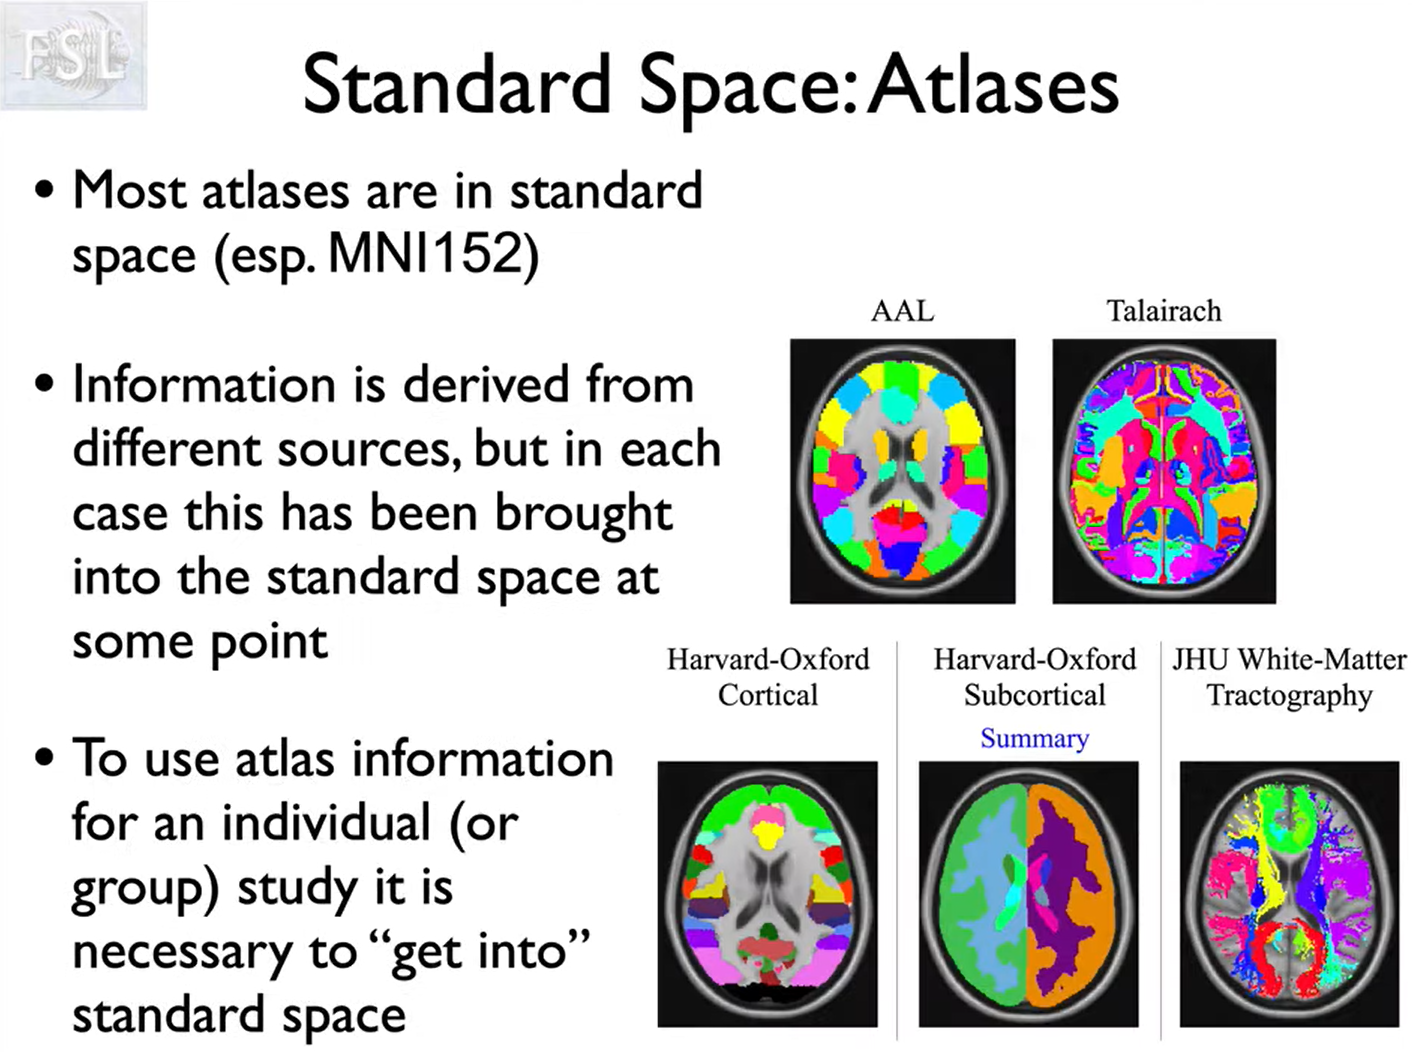 FSL
Standard Space: Atlases
• Most atlases are in standard
space (esp. MNI152)
• Information is derived from
different sources, but in each
case this has been brought
into the standard space at
some point
• To use atlas information
for an individual (or
group) study it is
necessary to “get into”
standard space
AAL
Talairach
Harvard-Oxford
Cortical
Harvard-Oxford
Subcortical
Summary
JHU White-Matter
Tractography